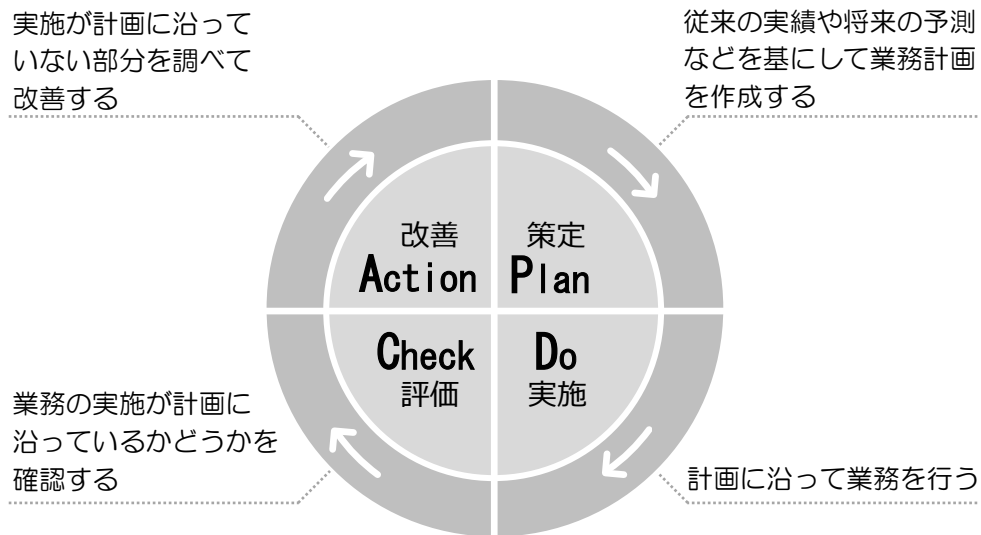 実施が計画に沿って
いない部分を調べて
改善する
従来の実績や将来の予測
などを基にして業務計画
を作成する
改善
Action
策定
Plan
Check
評価
Do
実施
業務の実施が計画に
沿っているかどうかを
確認する
計画に沿って業務を行う